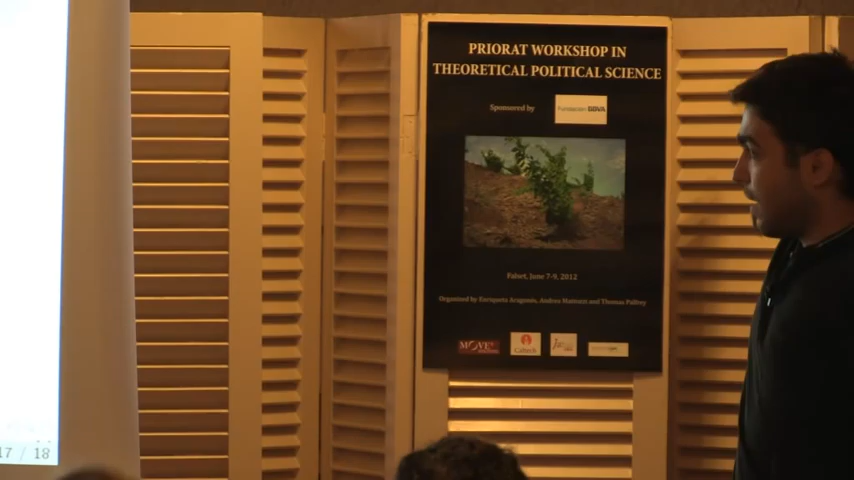 PRIORAT WORKSHOP IN
THEORETICAL POLITICAL SCIENCE
Sponsored by
Fundación BBVA
Falset, June 7-9, 2012
Organized by Enriqueta Aragonès, Andrea Mattozzi and Thomas Palfrey
MOVE
Caltech
17 / 18